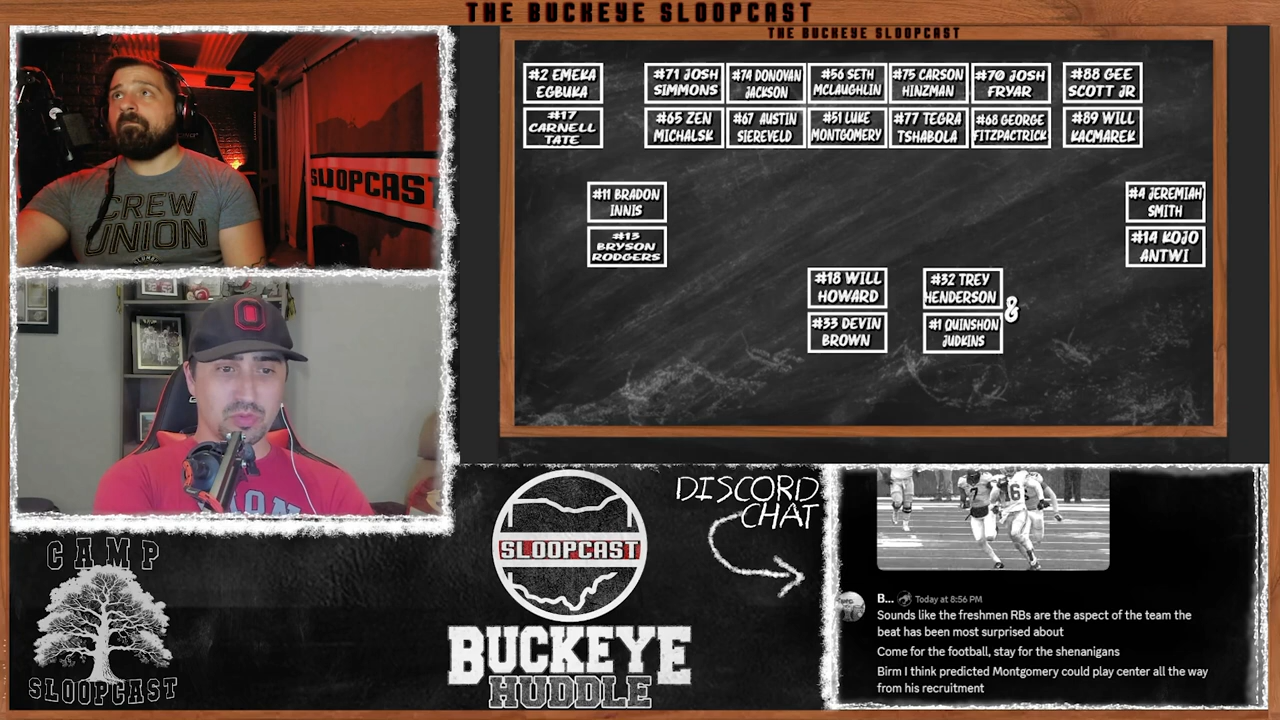 THE BUCKEYE SLOOPCAST
THE BUCKEYE SLOOPCAST
CREW
UNION
SLOOPCAST
#2 EMEKA
EGBUKA
#17
CARNELL
TATE
#71 JOSH
SIMMONS
#65 ZEN
MICHALSK
#74 DONOVAN
JACKSON
#67 AUSTIN
SIEREVELD
#56 SETH
MCLAUGHLIN
#51 LUKE
MONTGOMERY
#75 CARSON
HINZMAN
#77 TEGRA
TSHABOLA
#70 JOSH
FRYAR
#68 GEORGE
FITZPACTRICK
#88 GEE
SCOTT JR
#89 WILL
KACMAREK
#11 BRADON
INNIS
#13
BRYSON
RODGERS
#4 JEREMIAH
SMITH
#14 KOJO
ANTWI
#18 WILL
HOWARD
#33 DEVIN
BROWN
#32 TREY
HENDERSON
#1 QUINSHON
JUDKINS
&
O
CAMP
SLOOPCAST
SLOOPCAST
BUCKEYE
HUDDLE
DISCORD
CHAT
7
16
B... Today at 8:56 PM
Sounds like the freshmen RBs are the aspect of the team the
beat has been most surprised about
Come for the football, stay for the shenanigans
Birm I think predicted Montgomery could play center all the way
from his recruitment